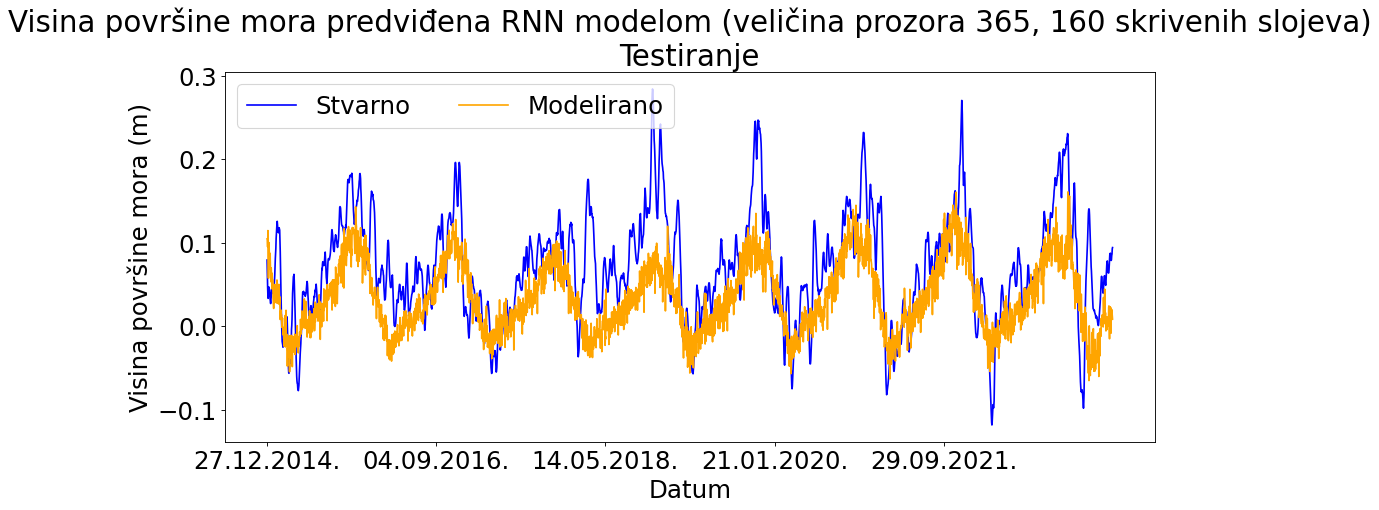 Visina površine mora predviđena RNN modelom (veličina prozora 365, 160 skrivenih slojeva)
Testiranje
Stvarno
Modelirano
Visina površine mora (m)
0.3
0.2
0.1
0.0
−0.1
27.12.2014.
04.09.2016.
14.05.2018.
21.01.2020.
29.09.2021.
Datum